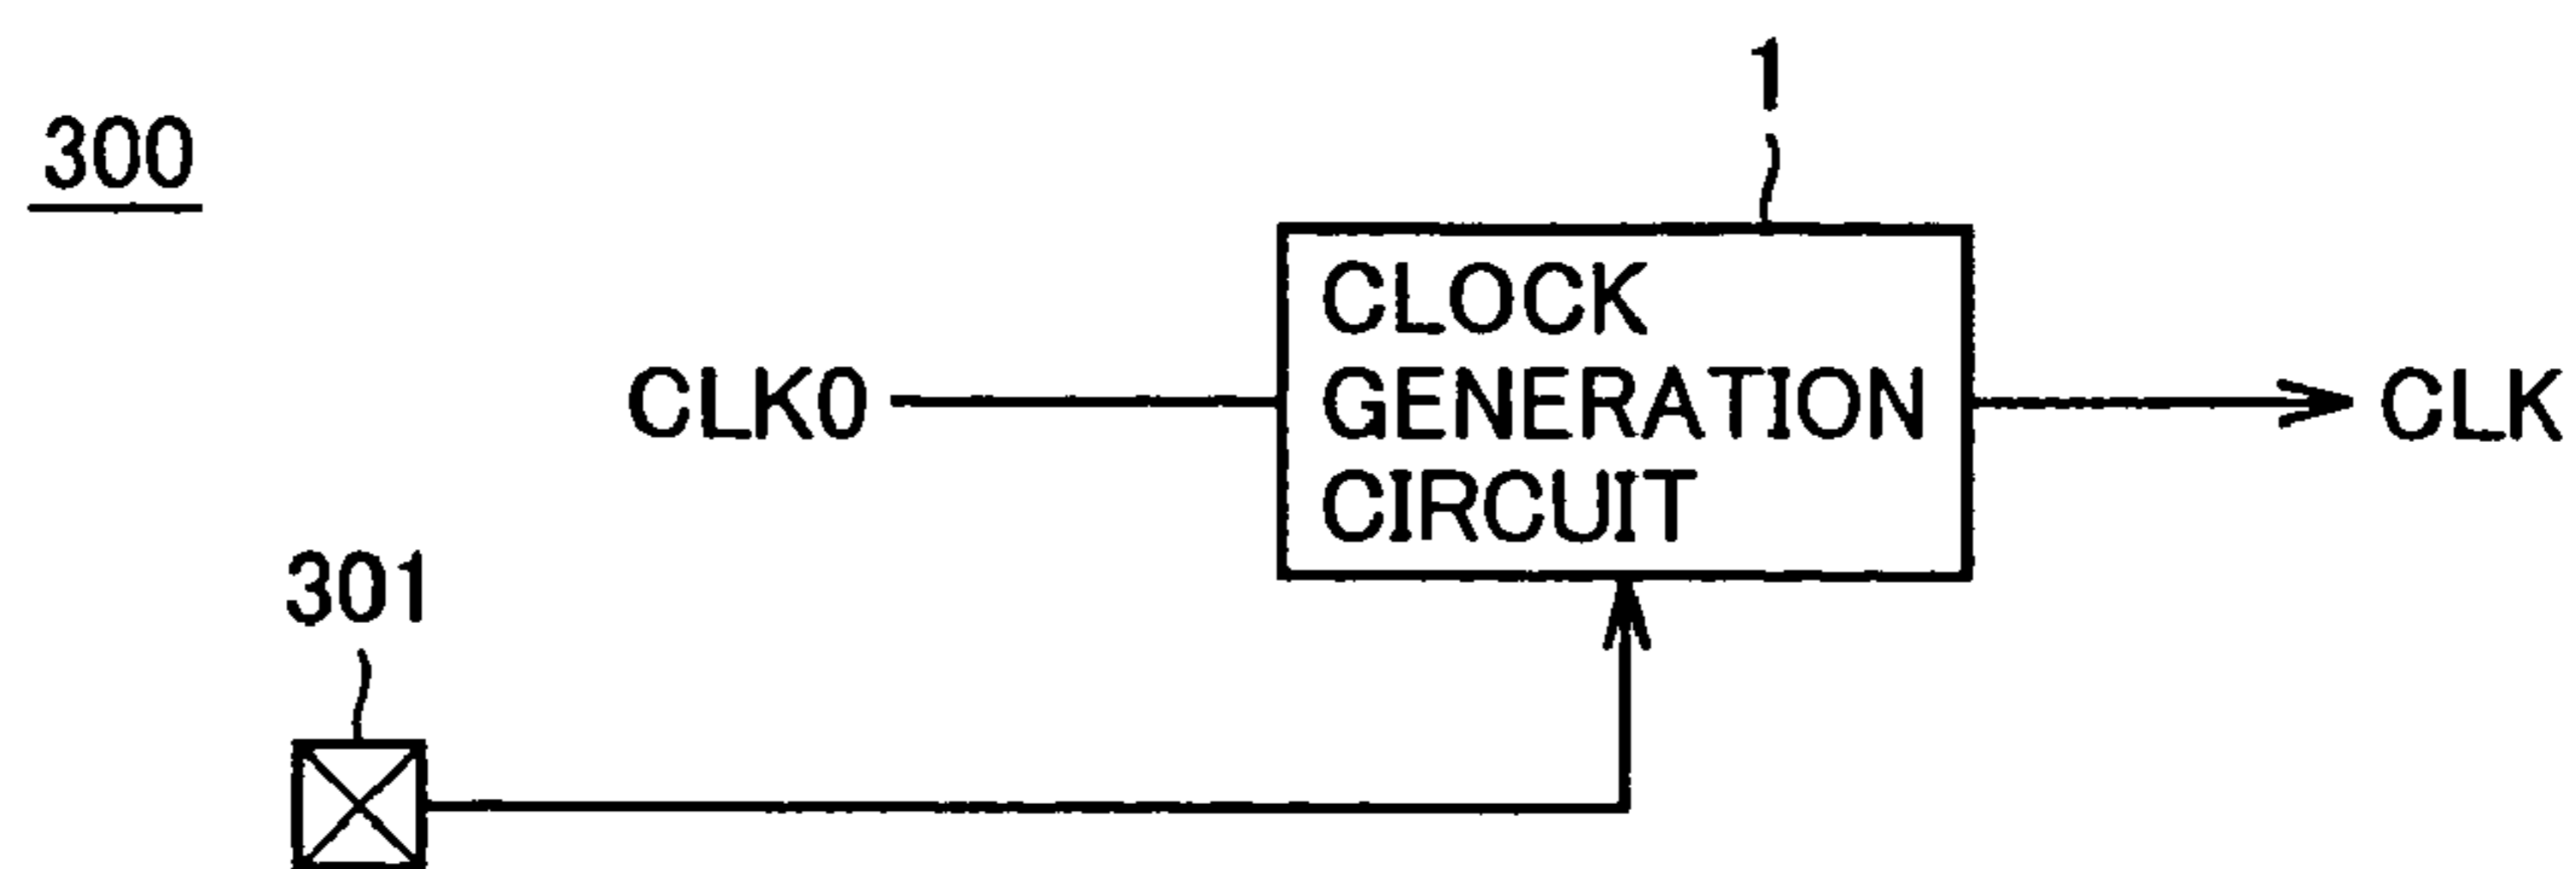 1
300
CLOCK
CLK0 GENERATION CLK
CIRCUIT
301